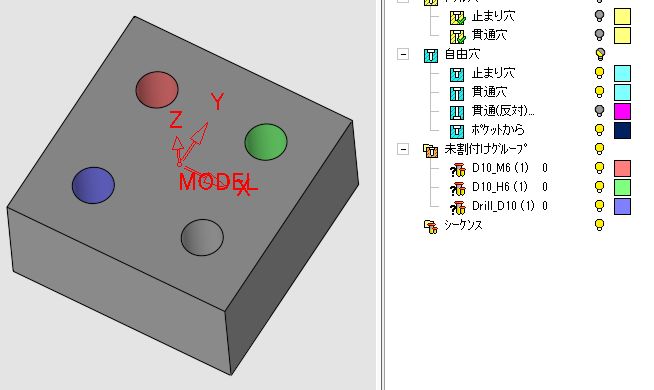 Y
Z
MODEL
X
止まり穴
貫通穴
自由穴
止まり穴
貫通穴
貫通(反対)...
ポケットから
未割付けグループ
D10_M6 (1) 0
D10_H6 (1) 0
Drill_D10 (1) 0
シーケンス